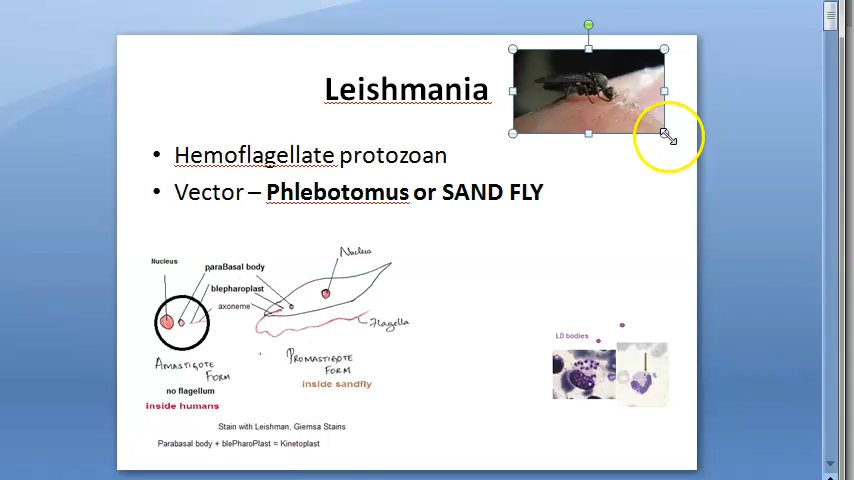 Leishmania
• Hemoflagellate protozoan
• Vector – Phlebotomus or SAND FLY
Nucleus
paraBasal body
blepharoplast
axoneme
Nucleus
Flagella
AMASTIGOTE FORM
no flagellum
inside humans
PROMASTIGOTE FORM
inside sandfly
LD bodies
Stain with Leishman, Giemsa Stains
Parabasal body + blePharoPlast = Kinetoplast